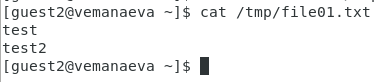 [guest2@vemanaeva ~]$ cat /tmp/file01.txt
test
test2
[guest2@vemanaeva ~]$